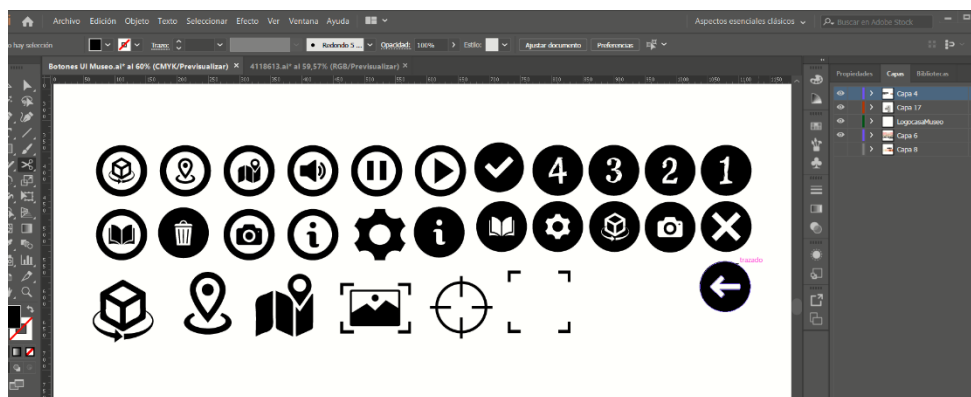 Archivo Edición Objeto Texto Seleccionar Efecto Ver Ventana Ayuda
Aspectos esenciales clásicos
Buscar en Adobe Stock
o hay selección
Trazo:
Redondo 5 ...
Opacidad: 100%
Estilo:
Ajustar documento
Preferencias
Botones UI Museo.ai* al 60% (CMYK/Previsualizar) ×
4118613.ai* al 59,57% (RGB/Previsualizar) ×
Propiedades Capas Bibliotecas
Capa 4
Capa 17
LogocasaMuseo
Capa 6
Capa 8
4 3 2 1
i i
trazado